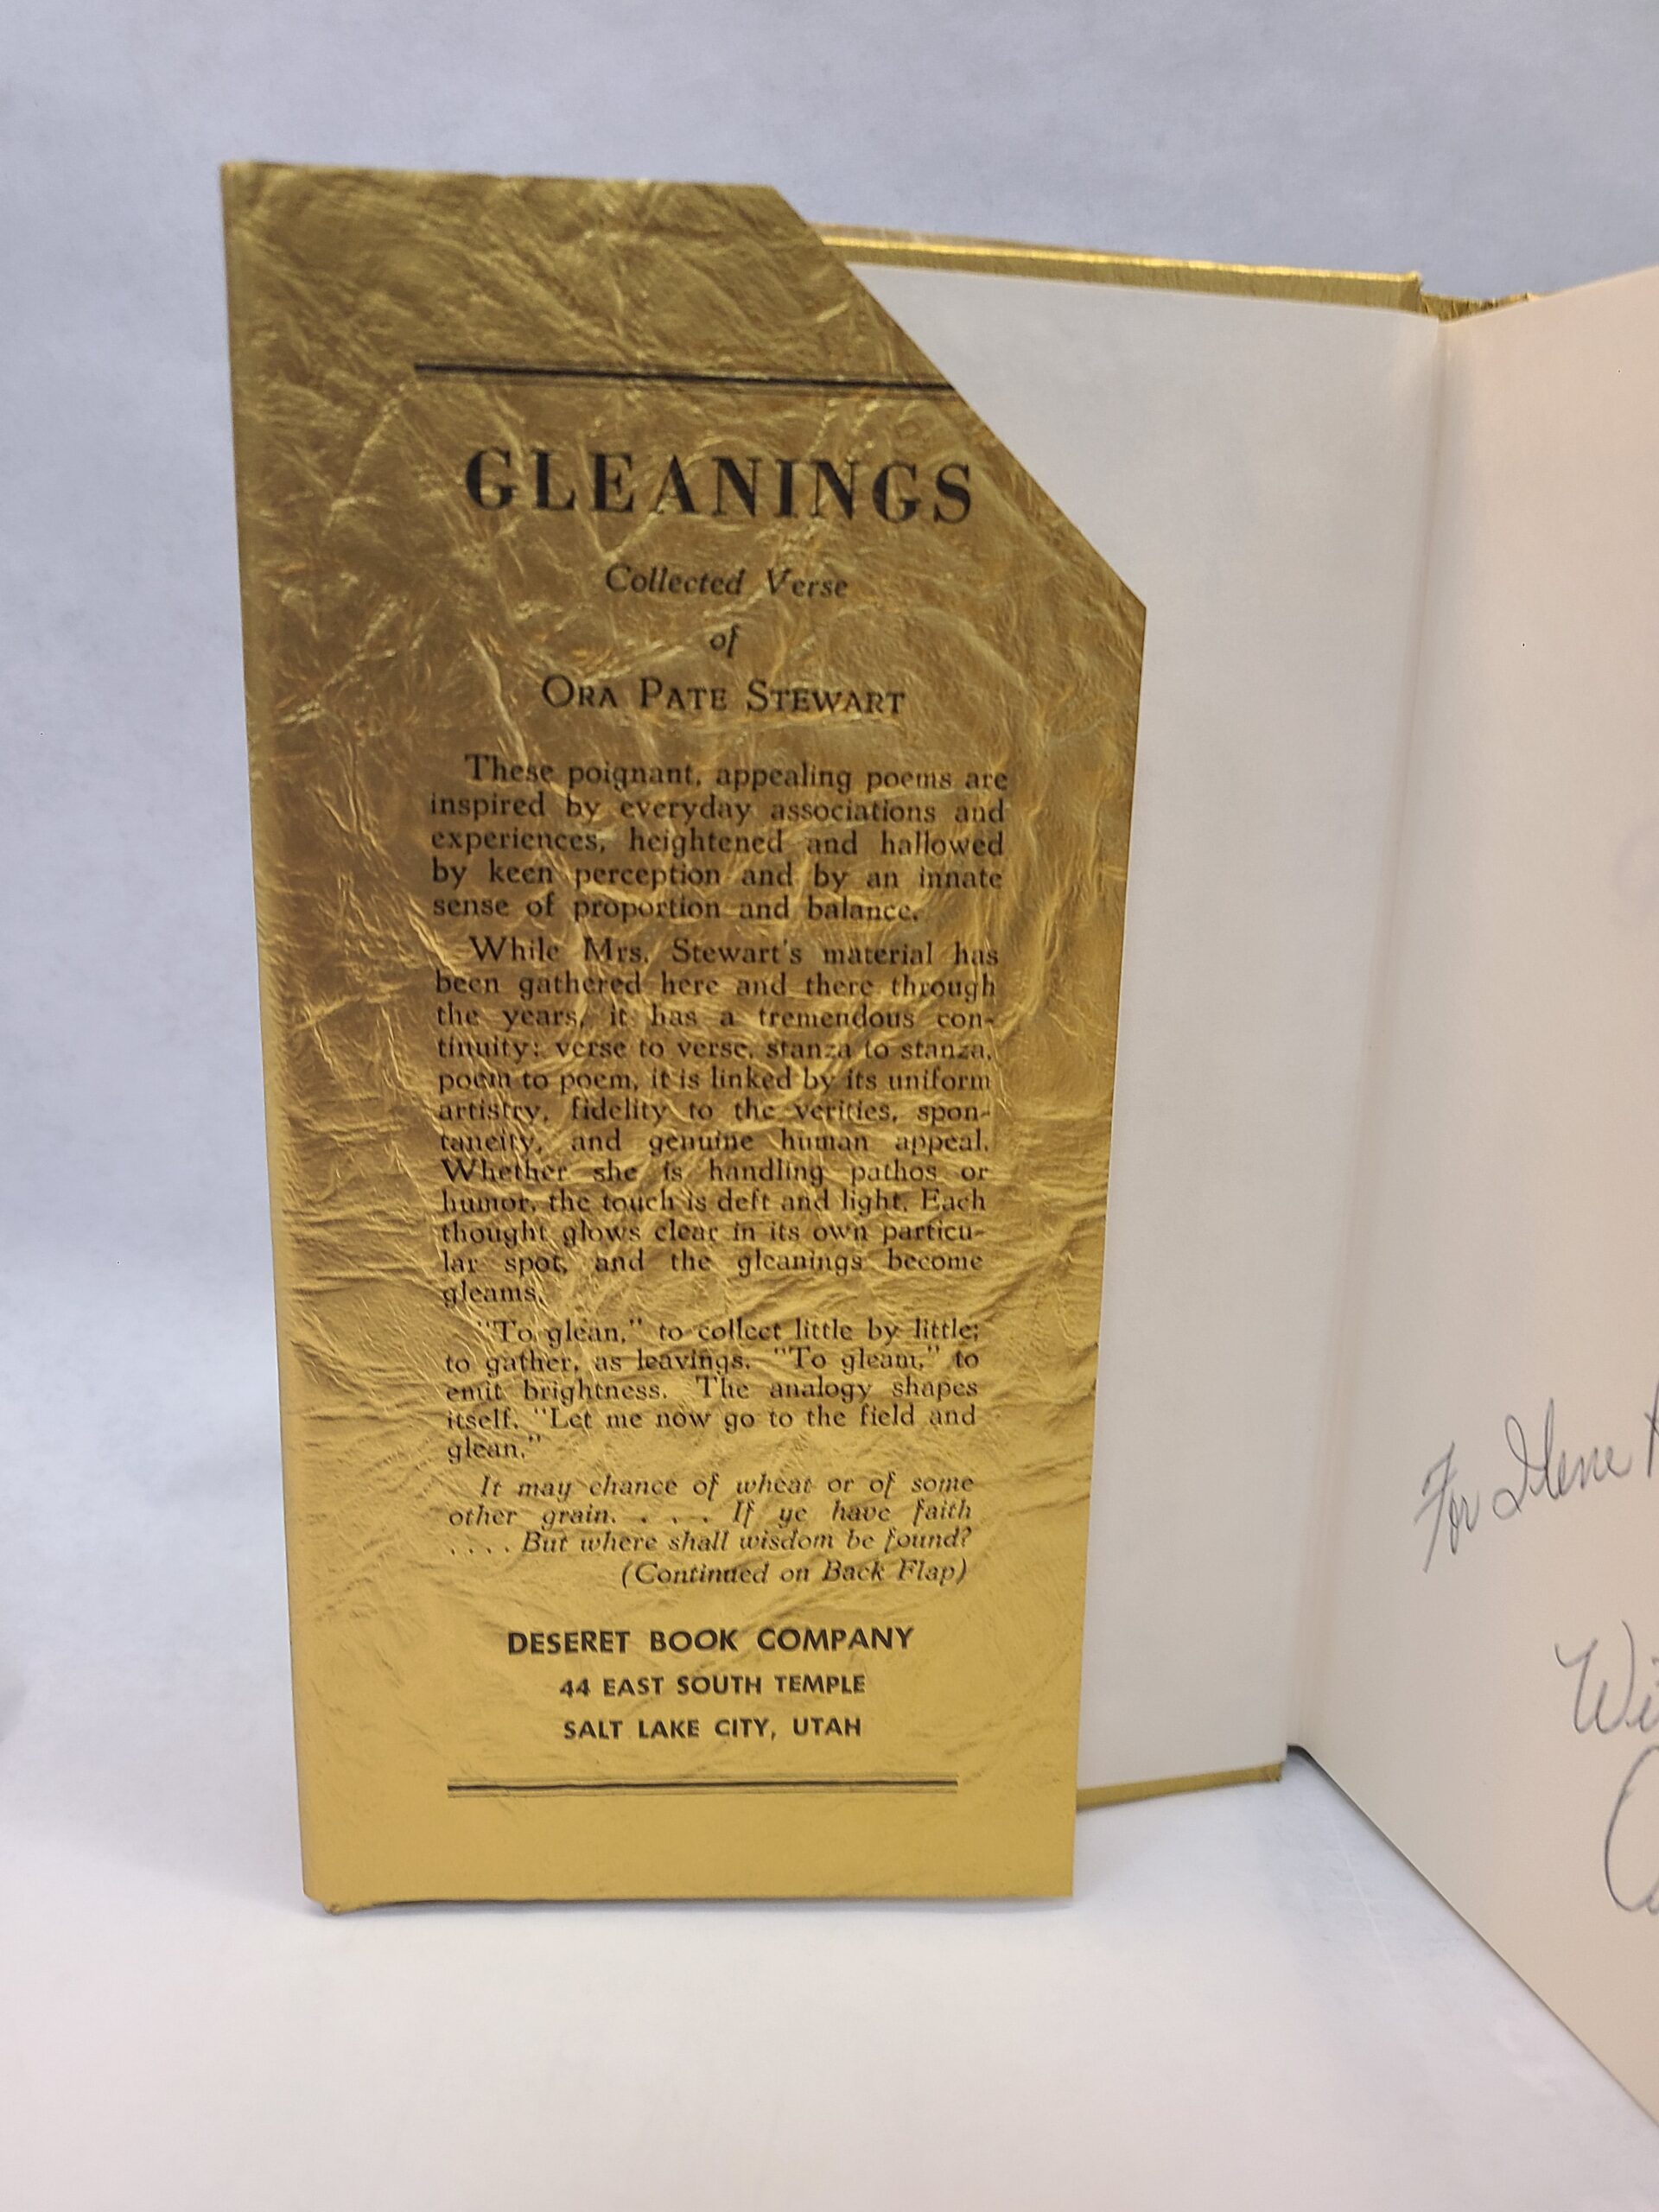 GLEANINGS
Collected Verse
of
ORA PATE STEWART
These poignant, appealing poems are
inspired by everyday associations and
experiences, heightened and hallowed
by keen perception and by an innate
sense of proportion and balance.
While Mrs. Stewart's material has
been gathered here and there through
the years, it has a tremendous con-
tinuity: verse to verse, stanza to stanza,
poem to poem, it is linked by its uniform
artistry, fidelity to the verities, spon-
taneity, and genuine human appeal.
Whether she is handling pathos or
humor, the touch is deft and light. Each
thought glows clear in its own particu-
lar spot, and the gleanings become
gleams.
"To glean," to collect little by little;
to gather, as leavings. "To gleam," to
emit brightness. The analogy shapes
itself. "Let me now go to the field and
glean."
It may chance of wheat or of some
other grain. . . . If ye have faith
. . . . But where shall wisdom be found?
(Continued on Back Flap)
DESERET BOOK COMPANY
44 EAST SOUTH TEMPLE
SALT LAKE CITY, UTAH
For Ilene